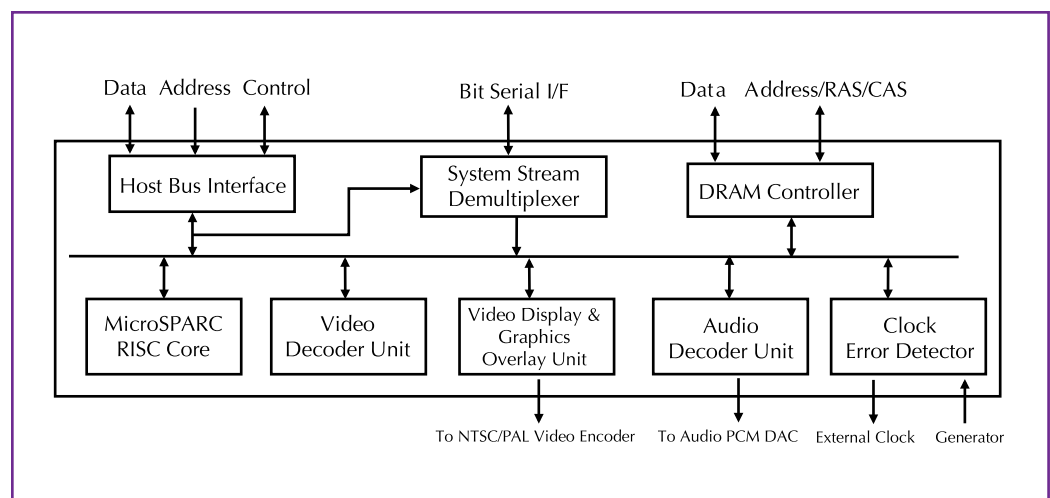 Data Address Control
Bit Serial I/F
Data Address/RAS/CAS
Host Bus Interface
System Stream
Demultiplexer
DRAM Controller
MicroSPARC
RISC Core
Video
Decoder Unit
Video Display &
Graphics
Overlay Unit
Audio
Decoder Unit
Clock
Error Detector
To NTSC/PAL Video Encoder
To Audio PCM DAC
External Clock
Generator